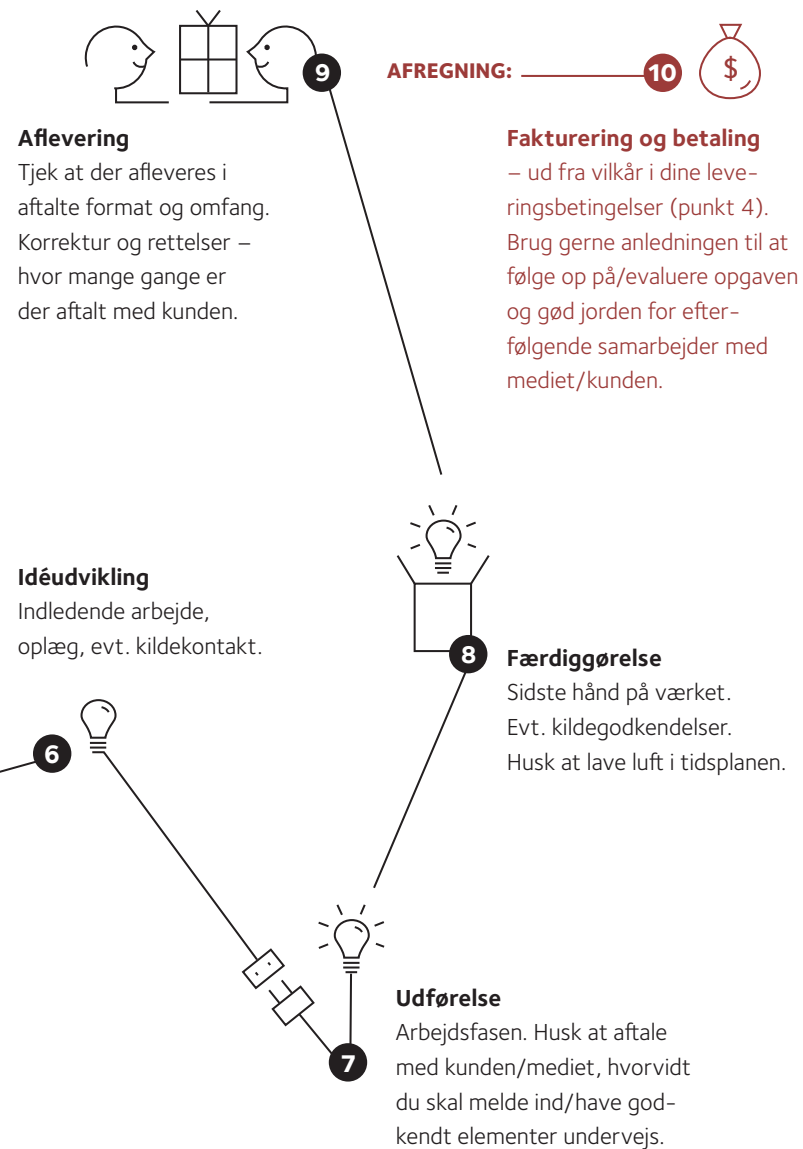 9
AFREGNING:
10
$
Aflevering
Tjek at der afleveres i
aftalte format og omfang.
Korrektur og rettelser –
hvor mange gange er
der aftalt med kunden.
Fakturering og betaling
– ud fra vilkår i dine leve-
ringsbetingelser (punkt 4).
Brug gerne anledningen til at
følge op på/evaluere opgaven
og gød jorden for efter-
følgende samarbejder med
mediet/kunden.
Idéudvikling
Indledende arbejde,
oplæg, evt. kildekontakt.
8
Færdiggørelse
Sidste hånd på værket.
Evt. kildegodkendelser.
Husk at lave luft i tidsplanen.
6
7
Udførelse
Arbejdsfasen. Husk at aftale
med kunden/mediet, hvorvidt
du skal melde ind/have god-
kendt elementer undervejs.